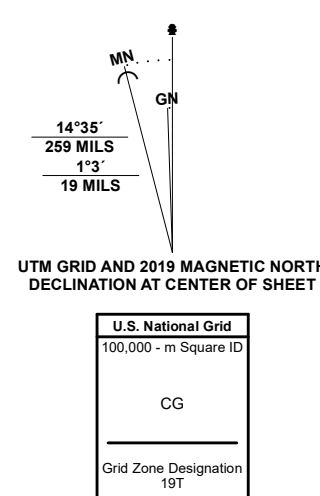 MN
GN
14°35´
259 MILS
1°3´
19 MILS
UTM GRID AND 2019 MAGNETIC NORTH
DECLINATION AT CENTER OF SHEET
U.S. National Grid
100,000 - m Square ID
CG
Grid Zone Designation
19T